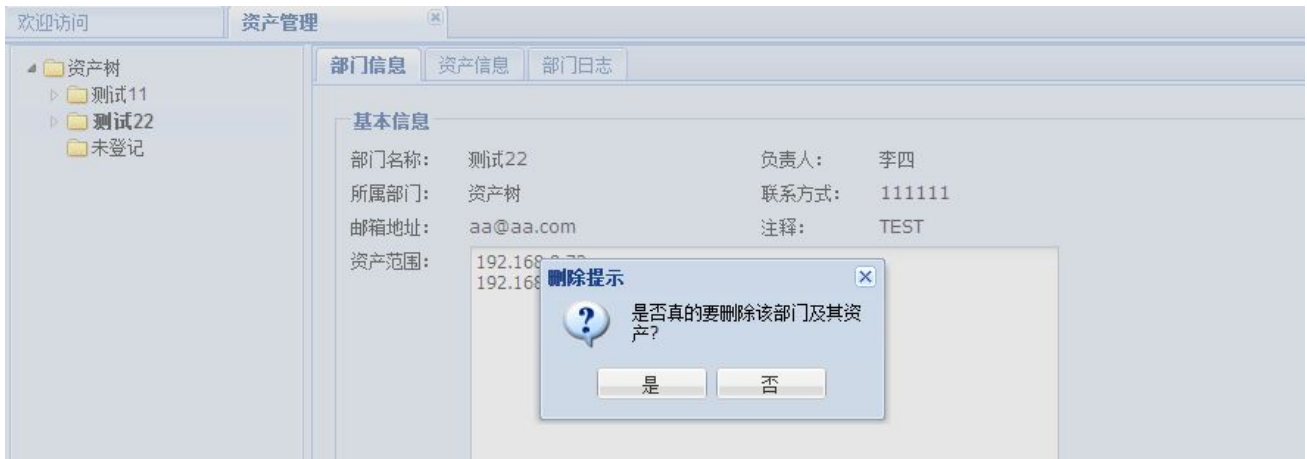 欢迎访问
资产管理
资产树
测试11
测试22
未登记
部门信息
资产信息
部门日志
基本信息
部门名称: 测试22 负责人: 李四
所属部门: 资产树 联系方式: 111111
邮箱地址: aa@aa.com 注释: TEST
资产范围:
192.168
192.168
删除提示
是否真的要删除该部门及其资
产?
是
否